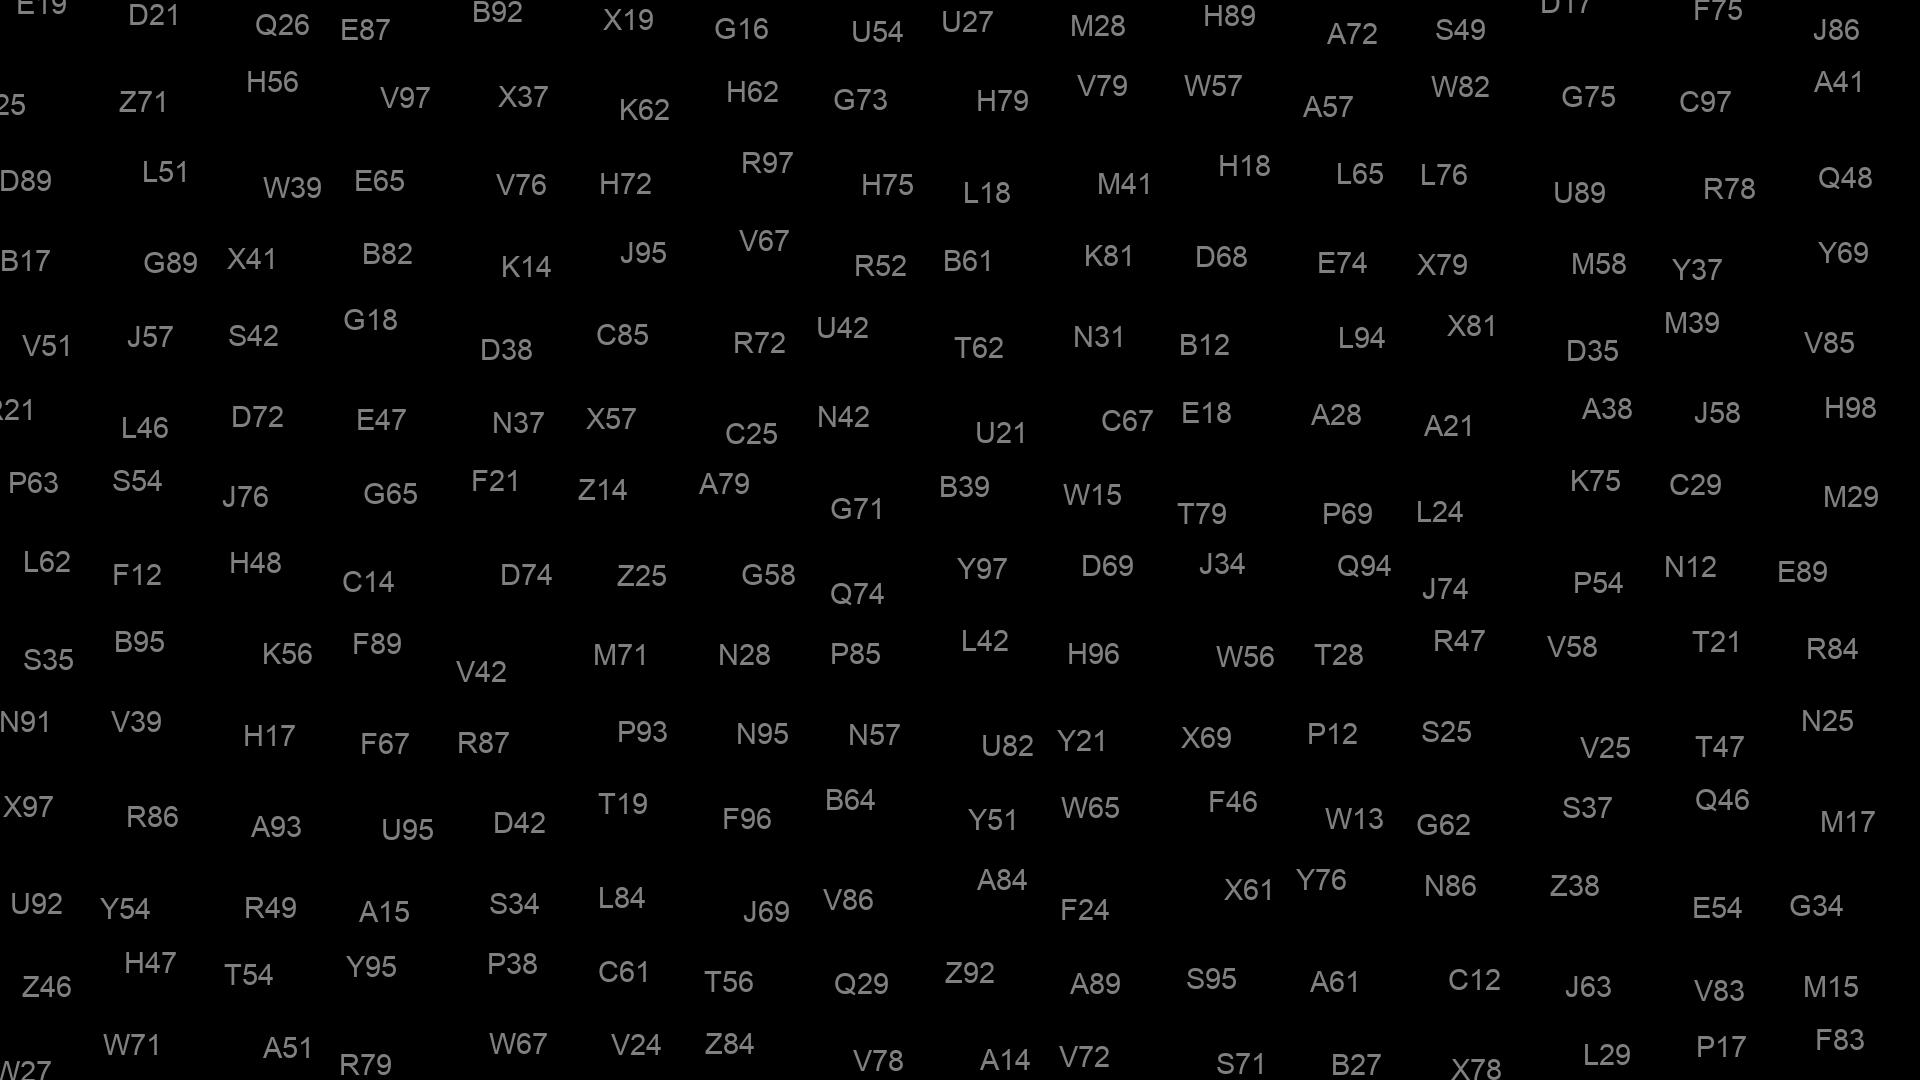 E19 D21 Q26 E87 B92 X19 G16 U54 U27 M28 H89 A72 S49 D17 F75 J86
25 Z71 H56 V97 X37 K62 H62 G73 H79 V79 W57 A57 W82 G75 C97 A41
D89 L51 W39 E65 V76 H72 R97 H75 L18 M41 H18 L65 L76 U89 R78 Q48
B17 G89 X41 B82 K14 J95 V67 R52 B61 K81 D68 E74 X79 M58 Y37 Y69
V51 J57 S42 G18 D38 C85 R72 U42 T62 N31 B12 L94 X81 D35 M39 V85
R21 L46 D72 E47 N37 X57 C25 N42 U21 C67 E18 A28 A21 A38 J58 H98
P63 S54 J76 G65 F21 Z14 A79 G71 B39 W15 T79 P69 L24 K75 C29 M29
L62 F12 H48 C14 D74 Z25 G58 Q74 Y97 D69 J34 Q94 J74 P54 N12 E89
S35 B95 K56 F89 V42 M71 N28 P85 L42 H96 W56 T28 R47 V58 T21 R84
N91 V39 H17 F67 R87 P93 N95 N57 U82 Y21 X69 P12 S25 V25 T47 N25
X97 R86 A93 U95 D42 T19 F96 B64 Y51 W65 F46 W13 G62 S37 Q46 M17
U92 Y54 R49 A15 S34 L84 J69 V86 A84 F24 X61 Y76 N86 Z38 E54 G34
Z46 H47 T54 Y95 P38 C61 T56 Q29 Z92 A89 S95 A61 C12 J63 V83 M15
W27 W71 A51 R79 W67 V24 Z84 V78 A14 V72 S71 B27 X78 L29 P17 F83